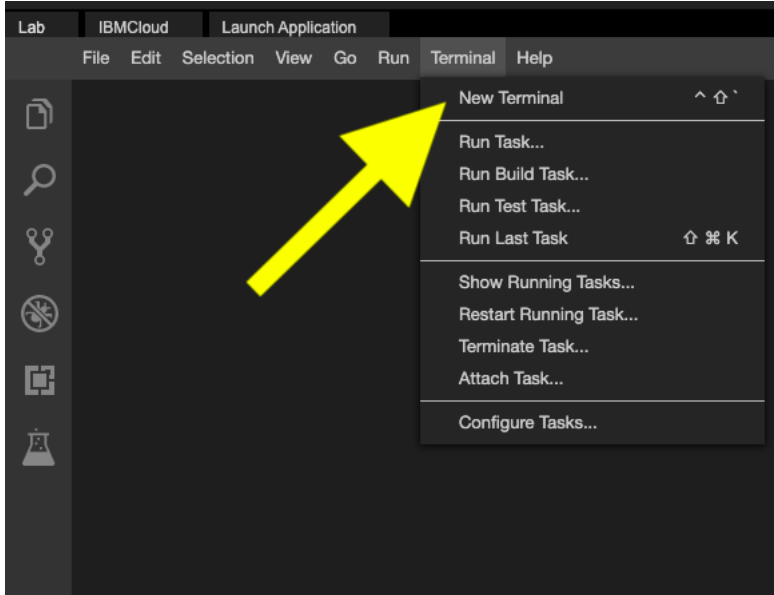 Lab IBMCloud Launch Application
File Edit Selection View Go Run Terminal Help
New Terminal ^ ⇧ `
Run Task...
Run Build Task...
Run Test Task...
Run Last Task ⇧ ⌘ K
Show Running Tasks...
Restart Running Task...
Terminate Task...
Attach Task...
Configure Tasks...